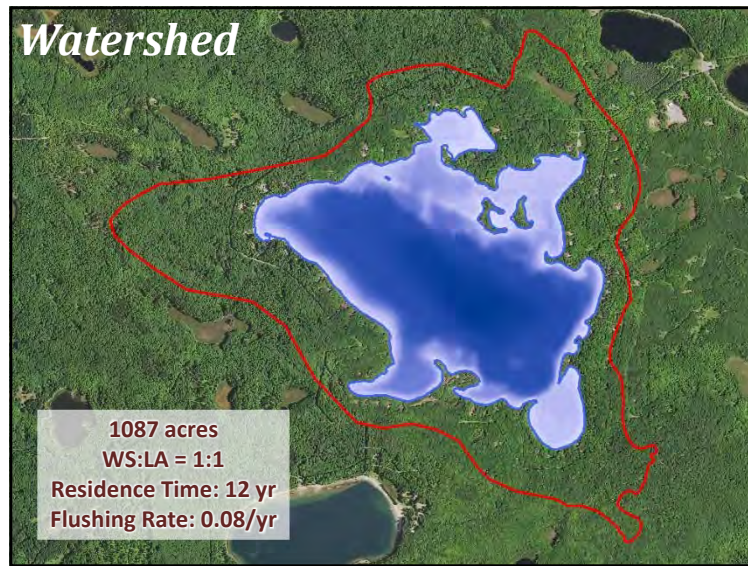 Watershed
1087 acres
WS:LA = 1:1
Residence Time: 12 yr
Flushing Rate: 0.08/yr